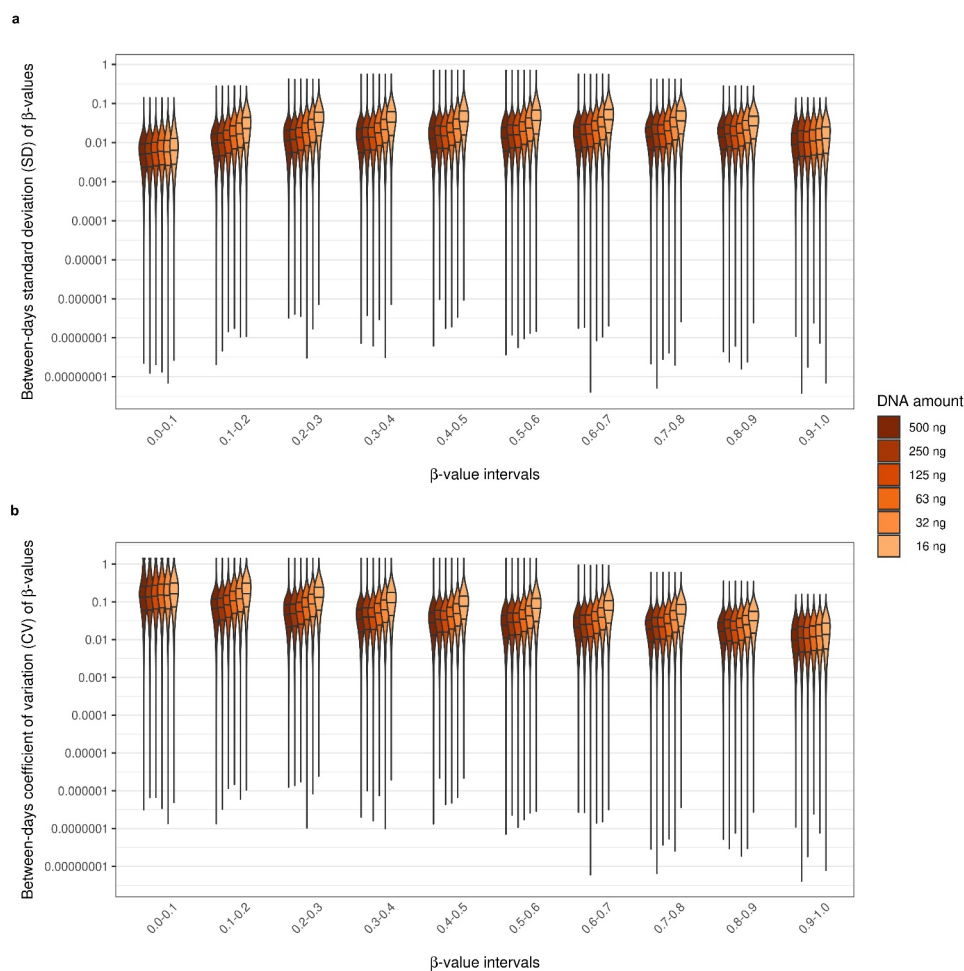 a
Between-days standard deviation (SD) of β-values
1
0.1
0.01
0.001
0.0001
0.00001
0.000001
0.0000001
0.00000001
0.0-0.1
0.1-0.2
0.2-0.3
0.3-0.4
0.4-0.5
0.5-0.6
0.6-0.7
0.7-0.8
0.8-0.9
0.9-1.0
β-value intervals
DNA amount
500 ng
250 ng
125 ng
63 ng
32 ng
16 ng
b
Between-days coefficient of variation (CV) of β-values
1
0.1
0.01
0.001
0.0001
0.00001
0.000001
0.0000001
0.00000001
0.0-0.1
0.1-0.2
0.2-0.3
0.3-0.4
0.4-0.5
0.5-0.6
0.6-0.7
0.7-0.8
0.8-0.9
0.9-1.0
β-value intervals